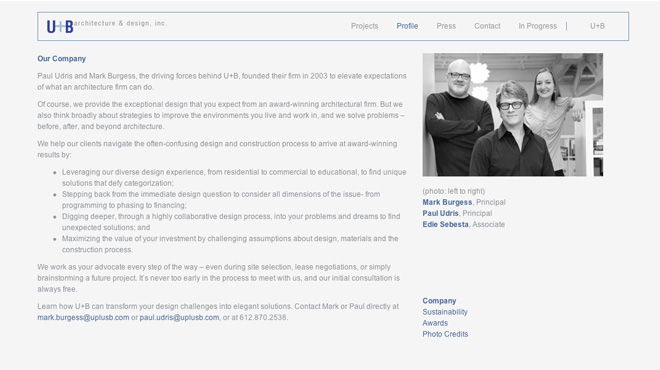 U+B architecture & design, inc.
Projects Profile Press Contact In Progress | U+B
Our Company
Paul Udris and Mark Burgess, the driving forces behind U+B, founded their firm in 2003 to elevate expectations
of what an architecture firm can do.
Of course, we provide the exceptional design that you expect from an award-winning architectural firm. But we
also think broadly about strategies to improve the environments you live and work in, and we solve problems –
before, after, and beyond architecture.
We help our clients navigate the often-confusing design and construction process to arrive at award-winning
results by:
• Leveraging our diverse design experience, from residential to commercial to educational, to find unique
solutions that defy categorization;
• Stepping back from the immediate design question to consider all dimensions of the issue- from
programming to phasing to financing;
• Digging deeper, through a highly collaborative design process, into your problems and dreams to find
unexpected solutions; and
• Maximizing the value of your investment by challenging assumptions about design, materials and the
construction process.
We work as your advocate every step of the way – even during site selection, lease negotiations, or simply
brainstorming a future project. It's never too early in the process to meet with us, and our initial consultation is
always free.
Learn how U+B can transform your design challenges into elegant solutions. Contact Mark or Paul directly at
mark.burgess@uplusb.com or paul.udris@uplusb.com, or at 612.870.2538.
(photo: left to right)
Mark Burgess, Principal
Paul Udris, Principal
Edie Sebesta, Associate
Company
Sustainability
Awards
Photo Credits